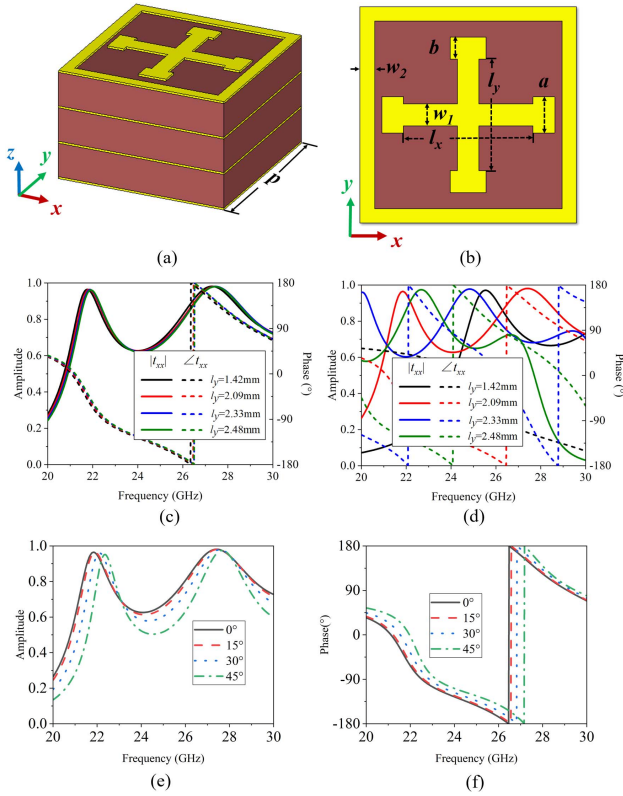 z
y
x
p
(a)
b
w2
ly
a
w1
lx
y
x
(b)
1.0
0.8
0.6
0.4
0.2
0.0
Amplitude
180
90
0
-90
-180
Phase (°)
|txx| ∠txx
ly=1.42mm
ly=2.09mm
ly=2.33mm
ly=2.48mm
20 22 24 26 28 30
Frequency (GHz)
(c)
1.0
0.8
0.6
0.4
0.2
0.0
Amplitude
180
90
0
-90
-180
Phase (°)
|txx| ∠txx
ly=1.42mm
ly=2.09mm
ly=2.33mm
ly=2.48mm
20 22 24 26 28 30
Frequency (GHz)
(d)
1.0
0.8
0.6
0.4
0.2
0.0
Amplitude
0°
15°
30°
45°
20 22 24 26 28 30
Frequency (GHz)
(e)
180
90
0
-90
-180
Phase(°)
0°
15°
30°
45°
20 22 24 26 28 30
Frequency (GHz)
(f)